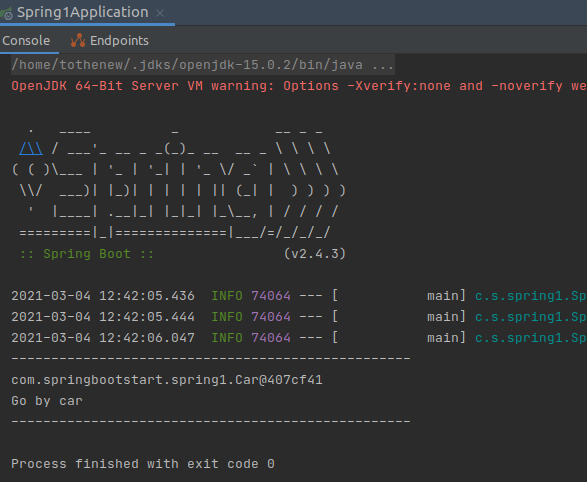 Spring1Application
Console Endpoints
/home/tothenew/.jdks/openjdk-15.0.2/bin/java ...
OpenJDK 64-Bit Server VM warning: Options -Xverify:none and -noverify we
  .   ____          _            __ _ _
 /\\ / ___'_ __ _ _(_)_ __  __ _ \ \ \ \
( ( )\___ | '_ | '_| | '_ \/ _` | \ \ \ \
 \\/  ___)| |_)| | | | | || (_| |  ) ) ) )
  '  |____| .__|_| |_|_| |_\__, | / / / /
 =========|_|==============|___/=/_/_/_/
 :: Spring Boot ::                (v2.4.3)
2021-03-04 12:42:05.436  INFO 74064 --- [           main] c.s.spring1.Sp
2021-03-04 12:42:05.444  INFO 74064 --- [           main] c.s.spring1.Sp
2021-03-04 12:42:06.047  INFO 74064 --- [           main] c.s.spring1.Sp
--------------------------------------------------
com.springbootstart.spring1.Car@407cf41
Go by car
--------------------------------------------------
Process finished with exit code 0